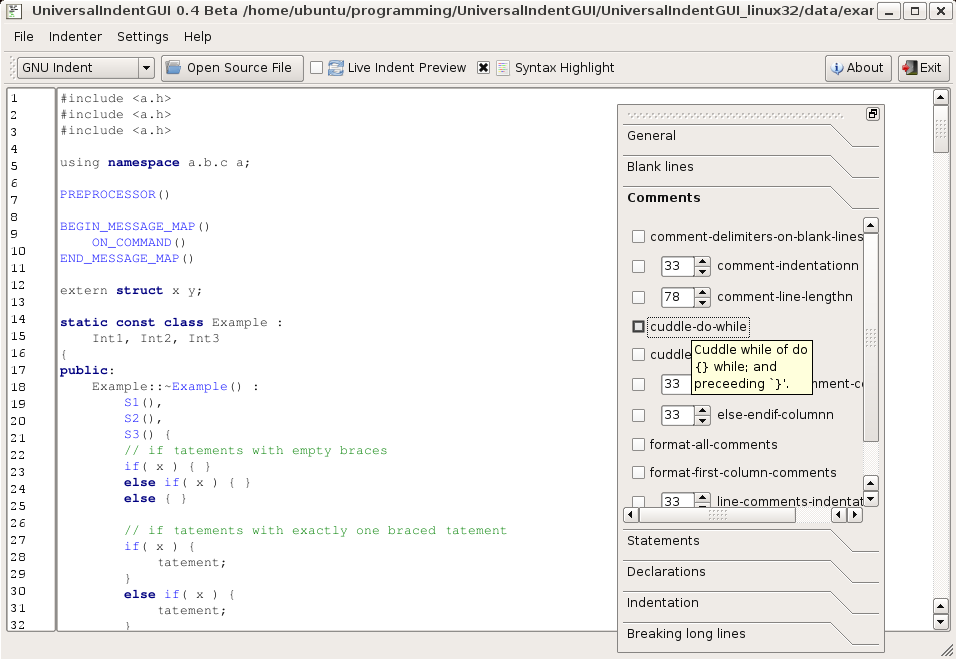 UniversalIndentGUI 0.4 Beta /home/ubuntu/programming/UniversalIndentGUI/UniversalIndentGUI_linux32/data/exar
File Indenter Settings Help
GNU Indent Open Source File Live Indent Preview Syntax Highlight About Exit
1 #include <a.h>
2 #include <a.h>
3 #include <a.h>
4
5 using namespace a.b.c a;
6
7 PREPROCESSOR()
8
9 BEGIN_MESSAGE_MAP()
10 ON_COMMAND()
11 END_MESSAGE_MAP()
12
13 extern struct x y;
14
15 static const class Example :
16 Int1, Int2, Int3
17 {
18 public:
19 Example::~Example() :
20 S1(),
21 S2(),
22 S3() {
23 // if tatements with empty braces
24 if( x ) { }
25 else if( x ) { }
26 else { }
27
28 // if tatements with exactly one braced tatement
29 if( x ) {
30 tatement;
31 }
32 else if( x ) {
tatement;
}
General
Blank lines
Comments
comment-delimiters-on-blank-lines
33 comment-indentationn
78 comment-line-lengthn
cuddle-do-while
cuddle
Cuddle while of do
{} while; and
preceeding `}'.
33 mment-c
33 else-endif-columnn
format-all-comments
format-first-column-comments
33 line-comments-indentat
Statements
Declarations
Indentation
Breaking long lines